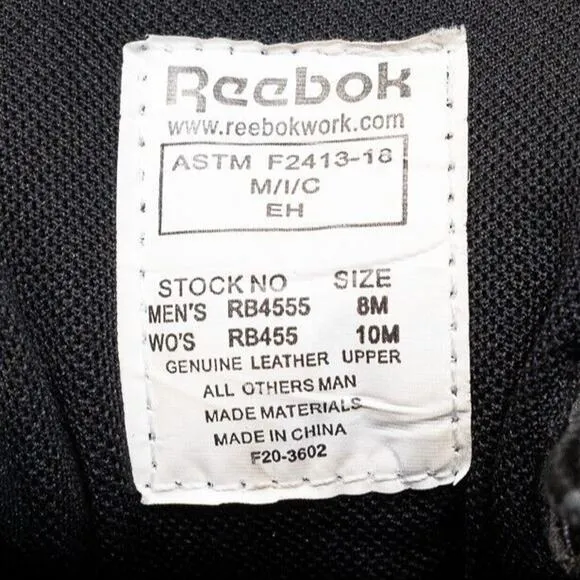 Reebok
www.reebokwork.com
ASTM F2413-18
M/I/C
EH
STOCK NO SIZE
MEN'S RB4555 8M
WO'S RB455 10M
GENUINE LEATHER UPPER
ALL OTHERS MAN
MADE MATERIALS
MADE IN CHINA
F20-3602